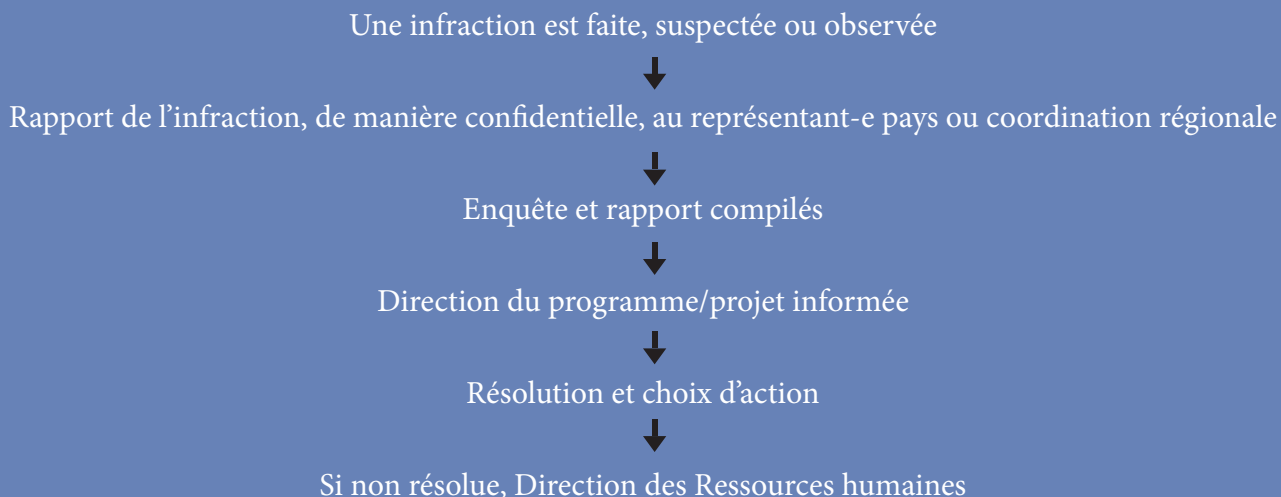 Une infraction est faite, suspectée ou observée
Rapport de l’infraction, de manière confidentielle, au représentant-e pays ou coordination régionale
Enquête et rapport compilés
Direction du programme/projet informée
Résolution et choix d’action
Si non résolue, Direction des Ressources humaines